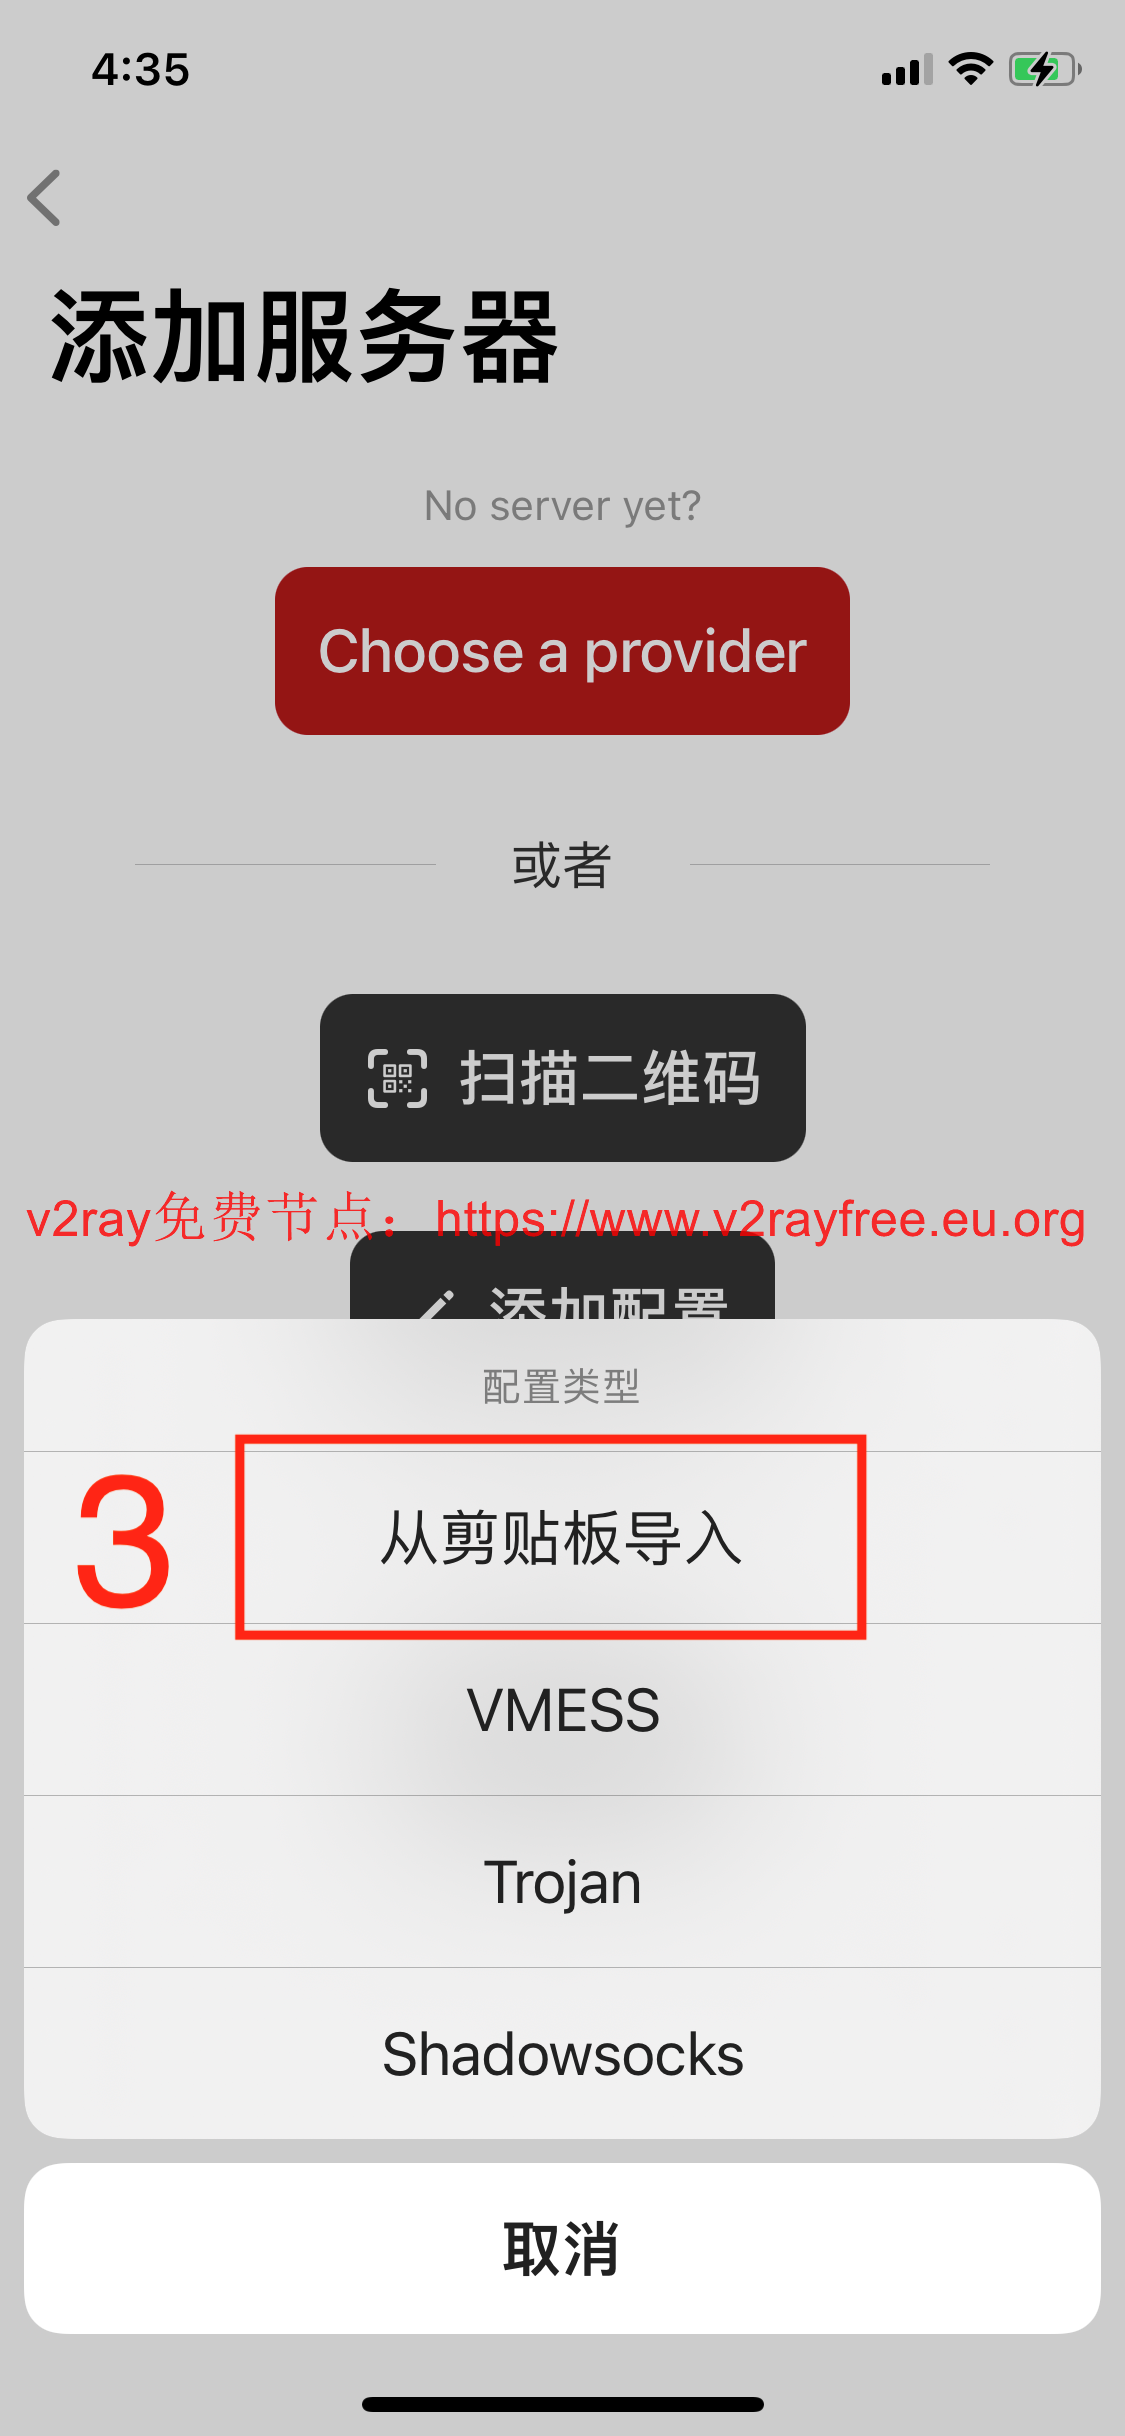 4:35
添加服务器
No server yet?
Choose a provider
或者
扫描二维码
v2ray免费节点：https://www.v2rayfree.eu.org
添加配置
配置类型
3
从剪贴板导入
VMESS
Trojan
Shadowsocks
取消